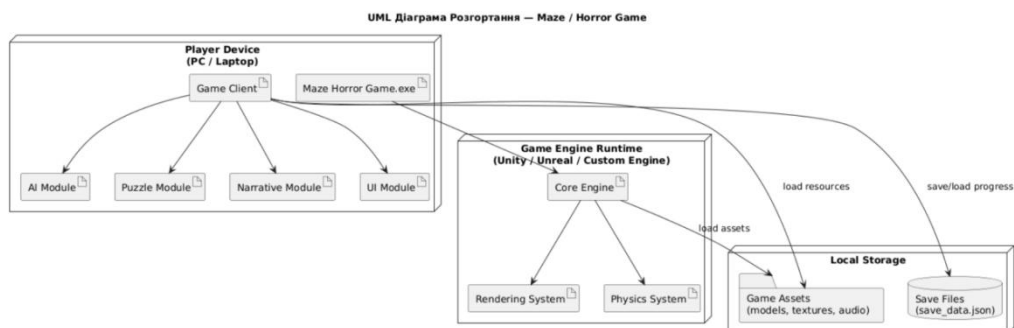 UML Діаграма Розгортання — Maze / Horror Game
Player Device
(PC / Laptop)
Game Client
Maze Horror Game.exe
AI Module
Puzzle Module
Narrative Module
UI Module
Game Engine Runtime
(Unity / Unreal / Custom Engine)
Core Engine
load resources
save/load progress
load assets
Rendering System
Physics System
Local Storage
Game Assets
(models, textures, audio)
Save Files
(save_data.json)